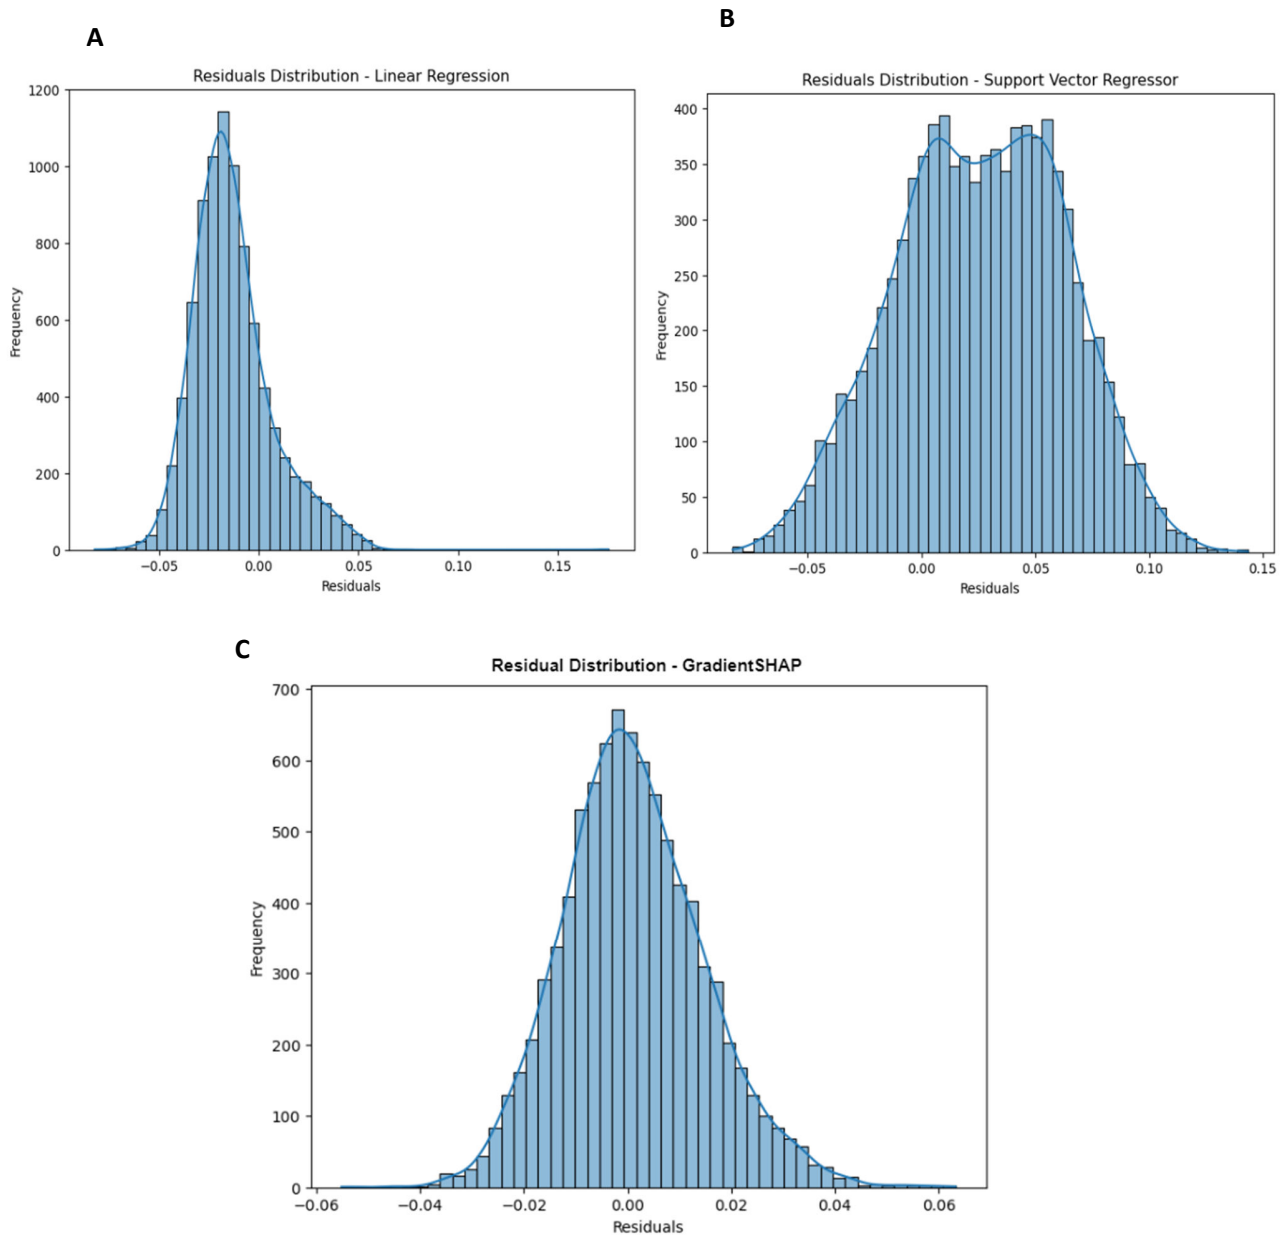 A
Residuals Distribution - Linear Regression
1200
1000
800
600
400
200
0
Frequency
−0.05 0.00 0.05 0.10 0.15
Residuals
B
Residuals Distribution - Support Vector Regressor
400
350
300
250
200
150
100
50
0
Frequency
−0.05 0.00 0.05 0.10 0.15
Residuals
C
Residual Distribution - GradientSHAP
700
600
500
400
300
200
100
0
Frequency
−0.06 −0.04 −0.02 0.00 0.02 0.04 0.06
Residuals